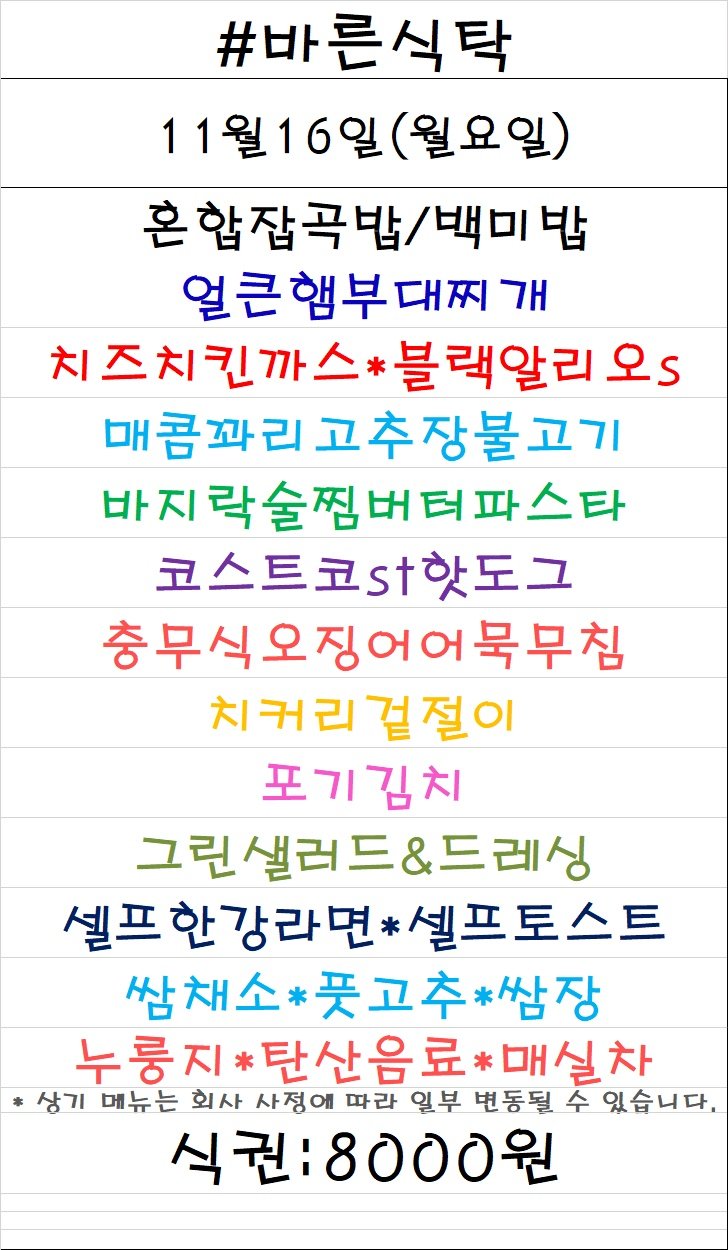 #바른식탁
11월16일(월요일)
혼합잡곡밥/백미밥
얼큰햄부대찌개
치즈치킨까스*블랙알리오s
매콤꽈리고추장불고기
바지락술찜버터파스타
코스트코st핫도그
충무식오징어어묵무침
치커리겉절이
포기김치
그린샐러드&드레싱
셀프한강라면*셀프토스트
쌈채소*풋고추*쌈장
누룽지*탄산음료*매실차
* 상기 메뉴는 회사 사정에 따라 일부 변동될 수 있습니다.
식권:8000원